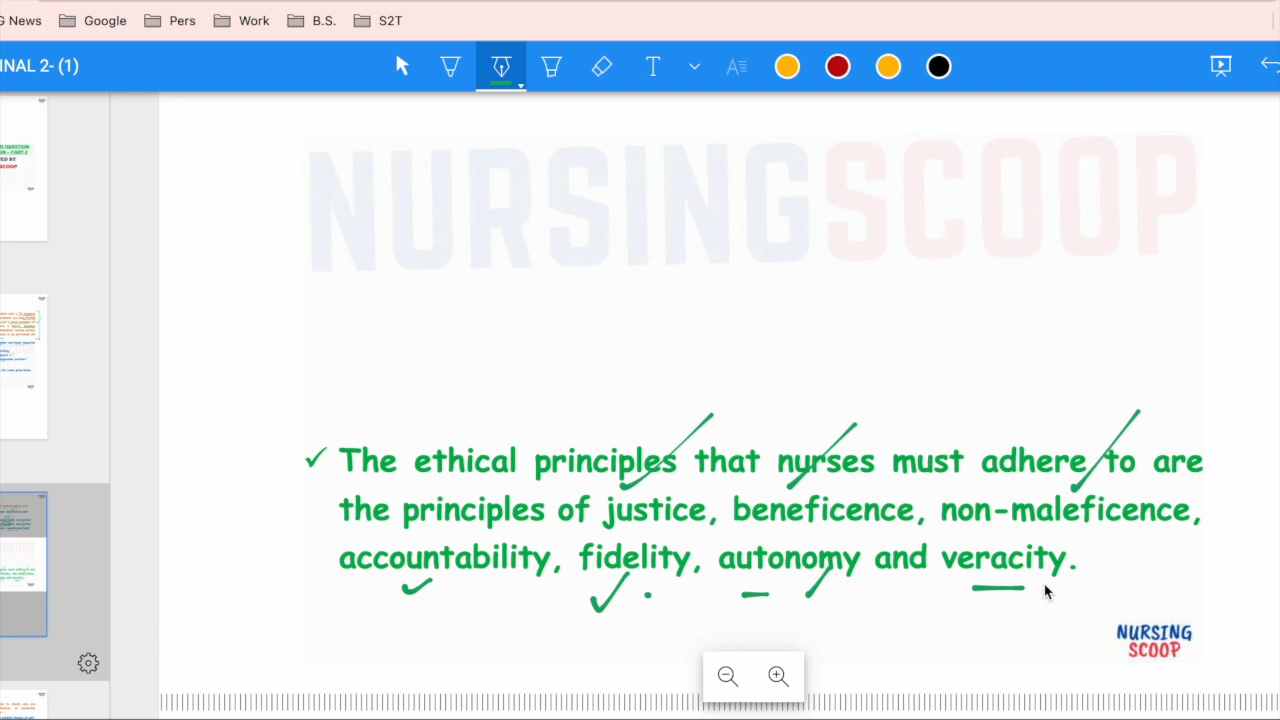 G News Google Pers Work B.S. S2T
INAL 2- (1)
NURSINGSCOOP
✓ The ethical principles that nurses must adhere to are
the principles of justice, beneficence, non-maleficence,
accountability, fidelity, autonomy and veracity.
NURSING
SCOOP